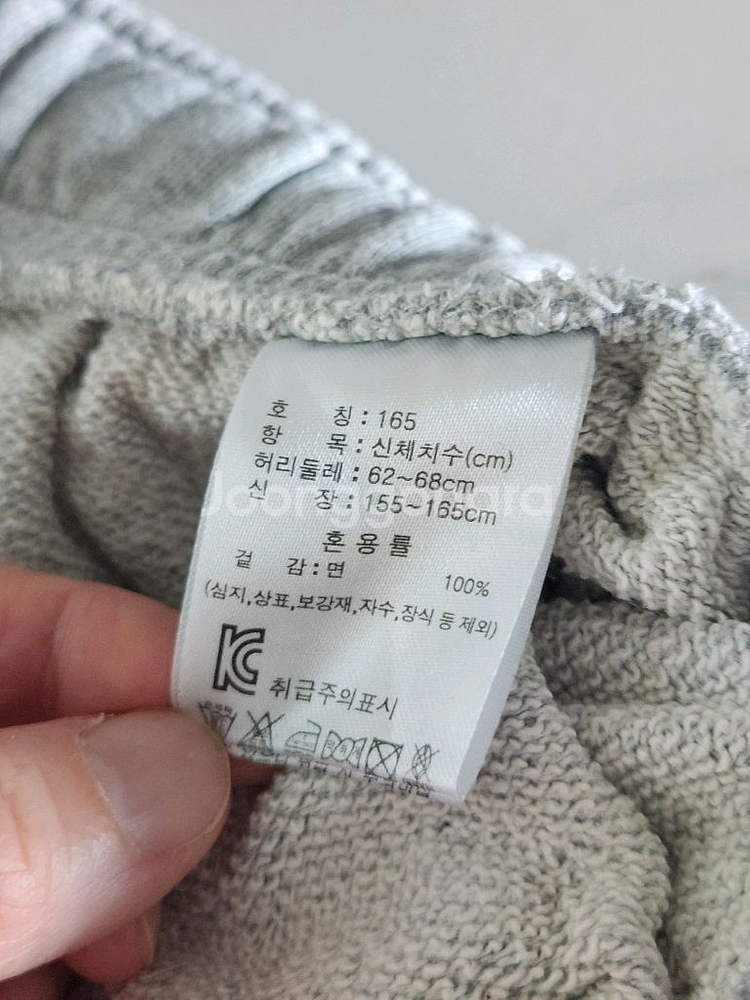 호 칭 : 165
항 목 : 신체치수(cm)
허리둘레 : 62~68cm
신 장 : 155~165cm
Joonggonara
혼 용 률
겉 감 : 면 100%
(심지,상표,보강재,자수,장식 등 제외)
KC 취급주의표시